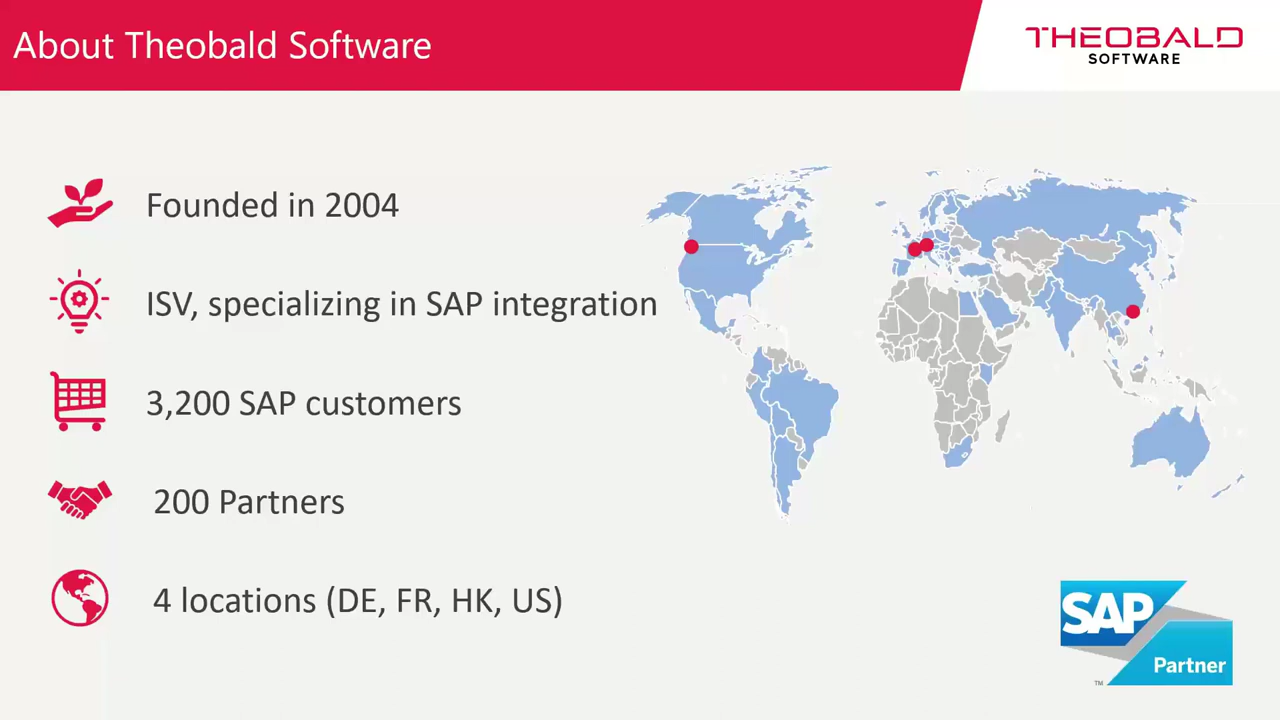 About Theobald Software
THEOBALD
SOFTWARE
Founded in 2004
ISV, specializing in SAP integration
3,200 SAP customers
200 Partners
4 locations (DE, FR, HK, US)
SAP
Partner
TM